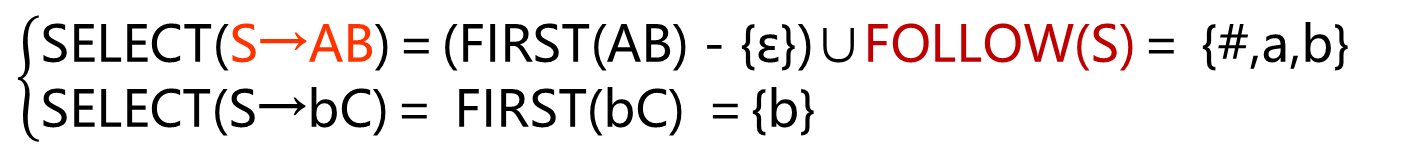 SELECT(S→AB) = (FIRST(AB) - {ε})∪FOLLOW(S) = {#,a,b}
SELECT(S→bC) = FIRST(bC) ={b}